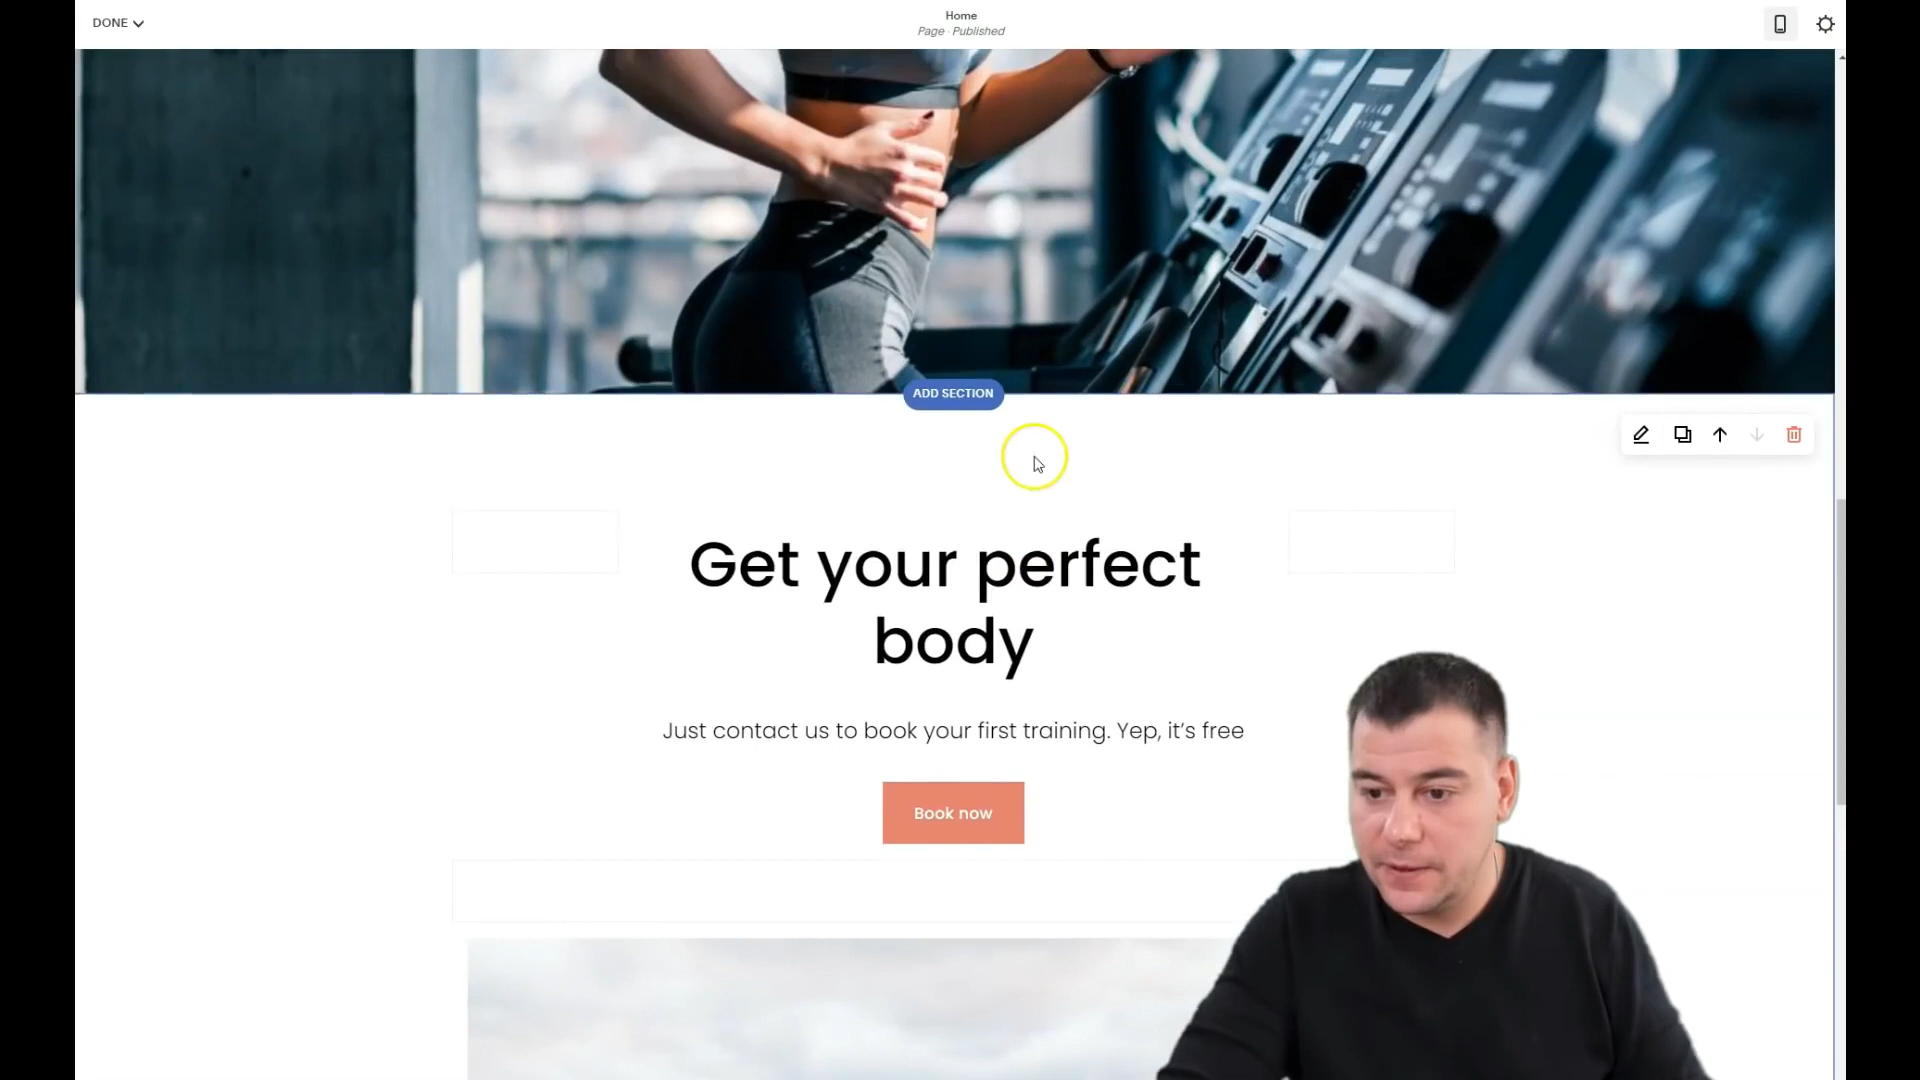 DONE
Home
Page · Published
ADD SECTION
Get your perfect
body
Just contact us to book your first training. Yep, it's free
Book now